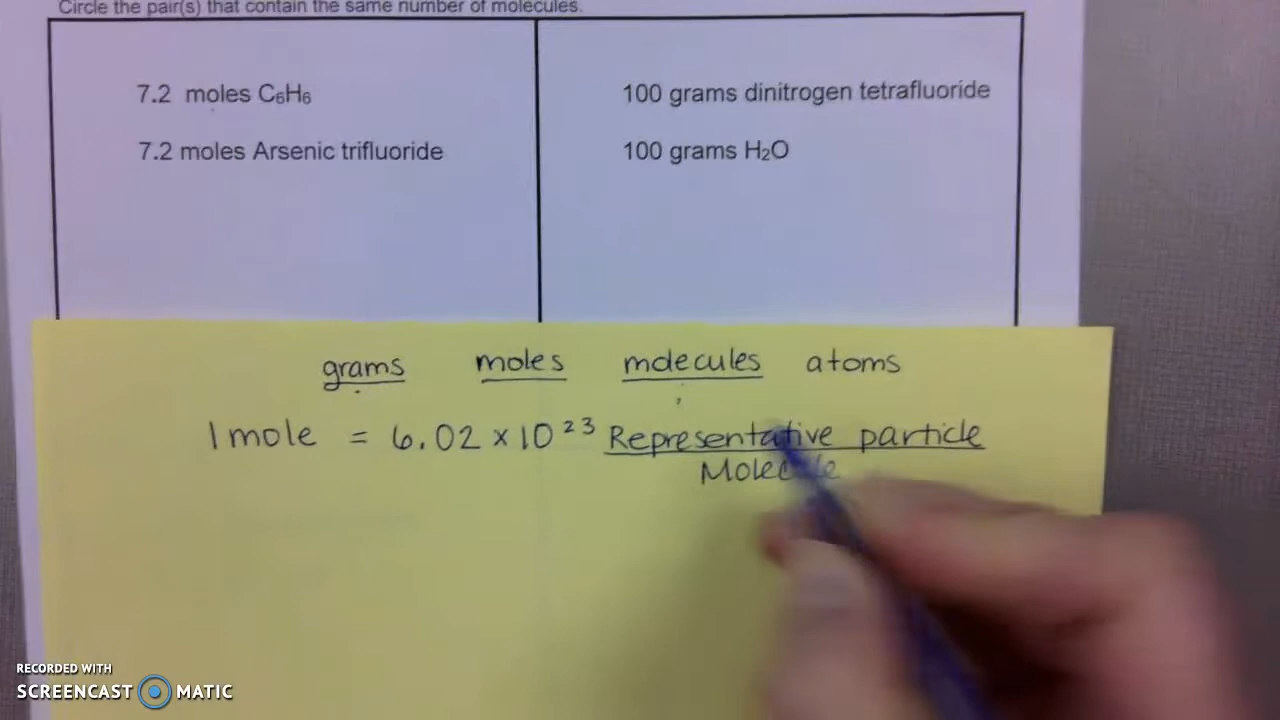 Circle the pair(s) that contain the same number of molecules.
7.2 moles C₆H₆
7.2 moles Arsenic trifluoride
100 grams dinitrogen tetrafluoride
100 grams H₂O
grams moles molecules atoms
1 mole = 6.02 × 10²³ Representative particle
Molecule
RECORDED WITH
SCREENCAST MATIC